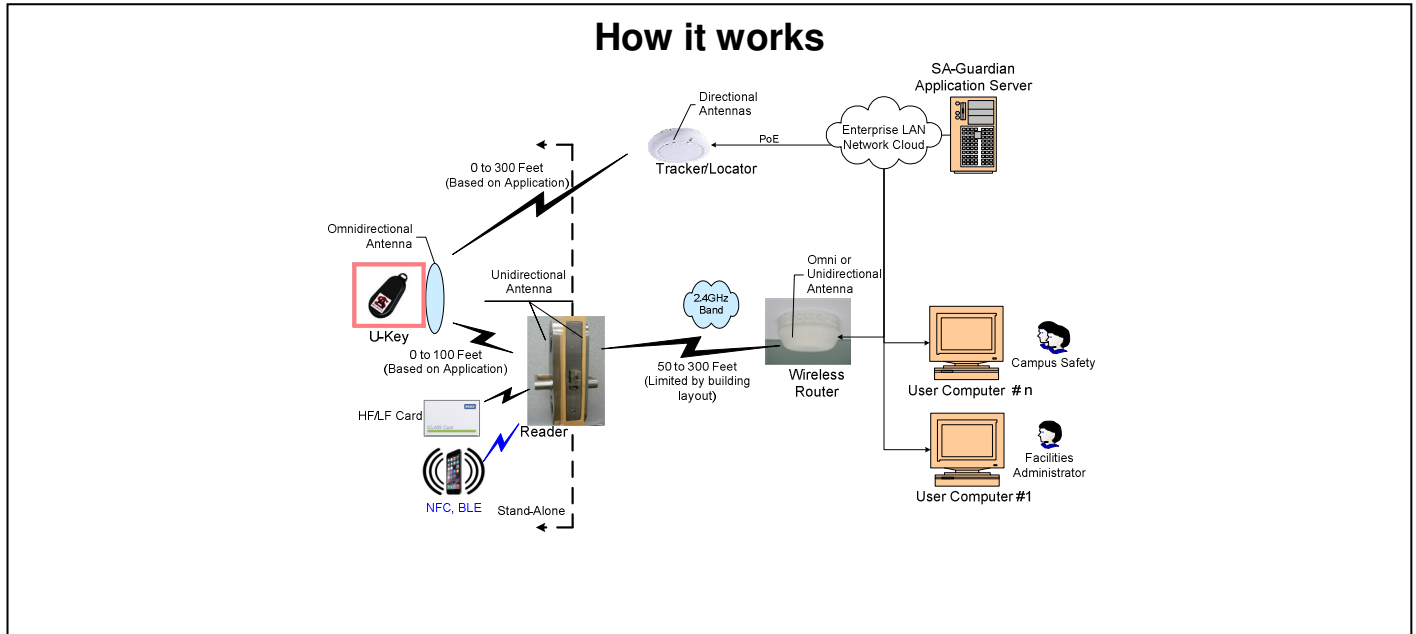 How it works
SA-Guardian
Application Server
Directional
Antennas
Enterprise LAN
Network Cloud
PoE
Tracker/Locator
0 to 300 Feet
(Based on Application)
Omnidirectional
Antenna
Unidirectional
Antenna
Omni or
Unidirectional
Antenna
2.4GHz
Band
U-Key
0 to 100 Feet
(Based on Application)
50 to 300 Feet
(Limited by building
layout)
Wireless
Router
Campus Safety
User Computer # n
HF/LF Card
Reader
Facilities
Administrator
User Computer #1
NFC, BLE
Stand-Alone